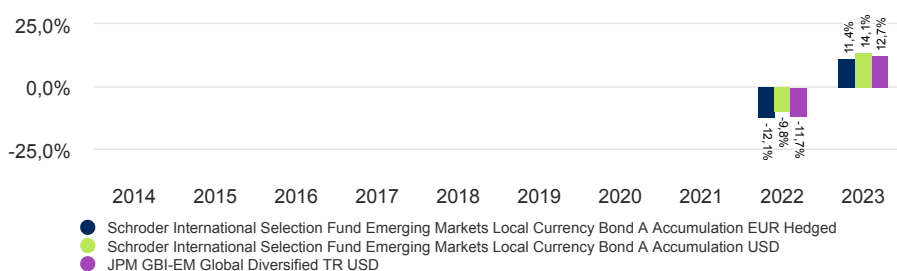 25,0%
0,0%
-25,0%
-12,1%
-9,8%
-11,7%
11,4%
14,1%
12,7%
2014 2015 2016 2017 2018 2019 2020 2021 2022 2023
Schroder International Selection Fund Emerging Markets Local Currency Bond A Accumulation EUR Hedged
Schroder International Selection Fund Emerging Markets Local Currency Bond A Accumulation USD
JPM GBI-EM Global Diversified TR USD